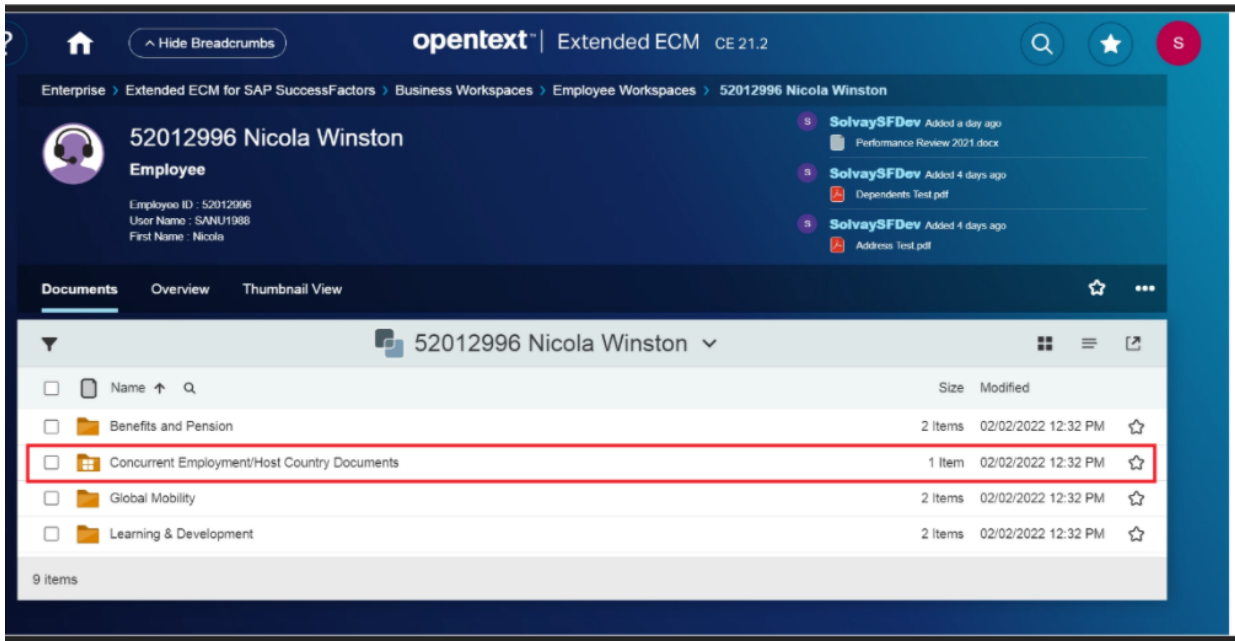 ?
Hide Breadcrumbs
opentext™ | Extended ECM CE 21.2
S
Enterprise > Extended ECM for SAP SuccessFactors > Business Workspaces > Employee Workspaces > 52012996 Nicola Winston
52012996 Nicola Winston
Employee
Employee ID : 52012996
User Name : SANU1988
First Name : Nicola
S SolvaySFDev Added a day ago
Performance Review 2021.docx
S SolvaySFDev Added 4 days ago
Dependents Test.pdf
S SolvaySFDev Added 4 days ago
Address Test.pdf
Documents Overview Thumbnail View
52012996 Nicola Winston
Name Size Modified
Benefits and Pension 2 Items 02/02/2022 12:32 PM
Concurrent Employment/Host Country Documents 1 Item 02/02/2022 12:32 PM
Global Mobility 2 Items 02/02/2022 12:32 PM
Learning & Development 2 Items 02/02/2022 12:32 PM
9 items